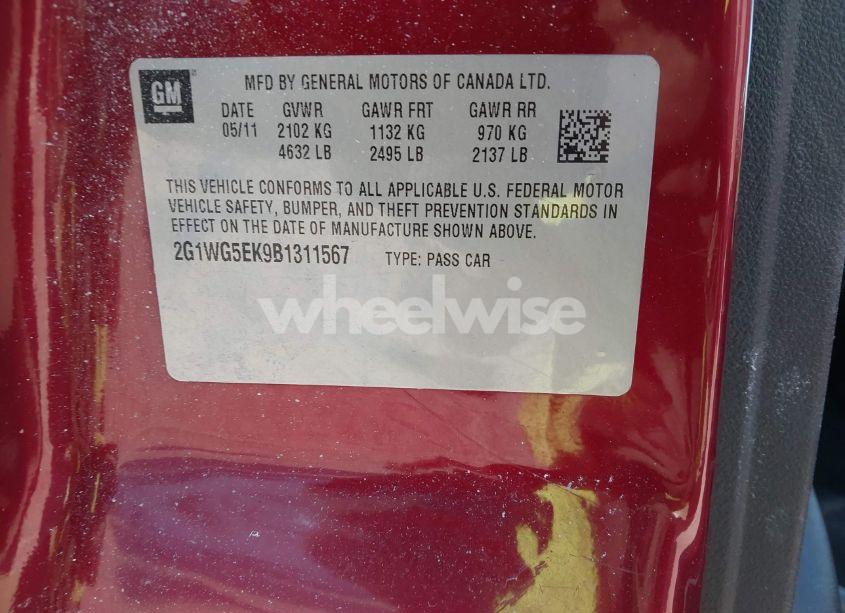 GM
MFD BY GENERAL MOTORS OF CANADA LTD.
DATE GVWR GAWR FRT GAWR RR
05/11 2102 KG 1132 KG 970 KG
4632 LB 2495 LB 2137 LB
THIS VEHICLE CONFORMS TO ALL APPLICABLE U.S. FEDERAL MOTOR
VEHICLE SAFETY, BUMPER, AND THEFT PREVENTION STANDARDS IN
EFFECT ON THE DATE OF MANUFACTURE SHOWN ABOVE.
2G1WG5EK9B1311567 TYPE: PASS CAR
wheelwise